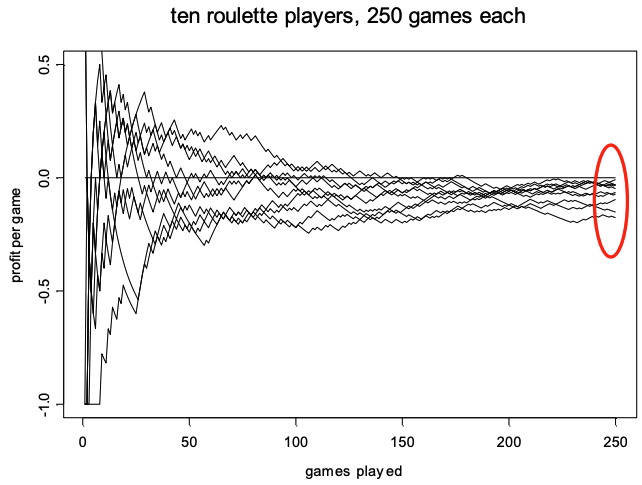 ten roulette players, 250 games each
profit per game
0.5
0.0
-0.5
-1.0
0 50 100 150 200 250
games played